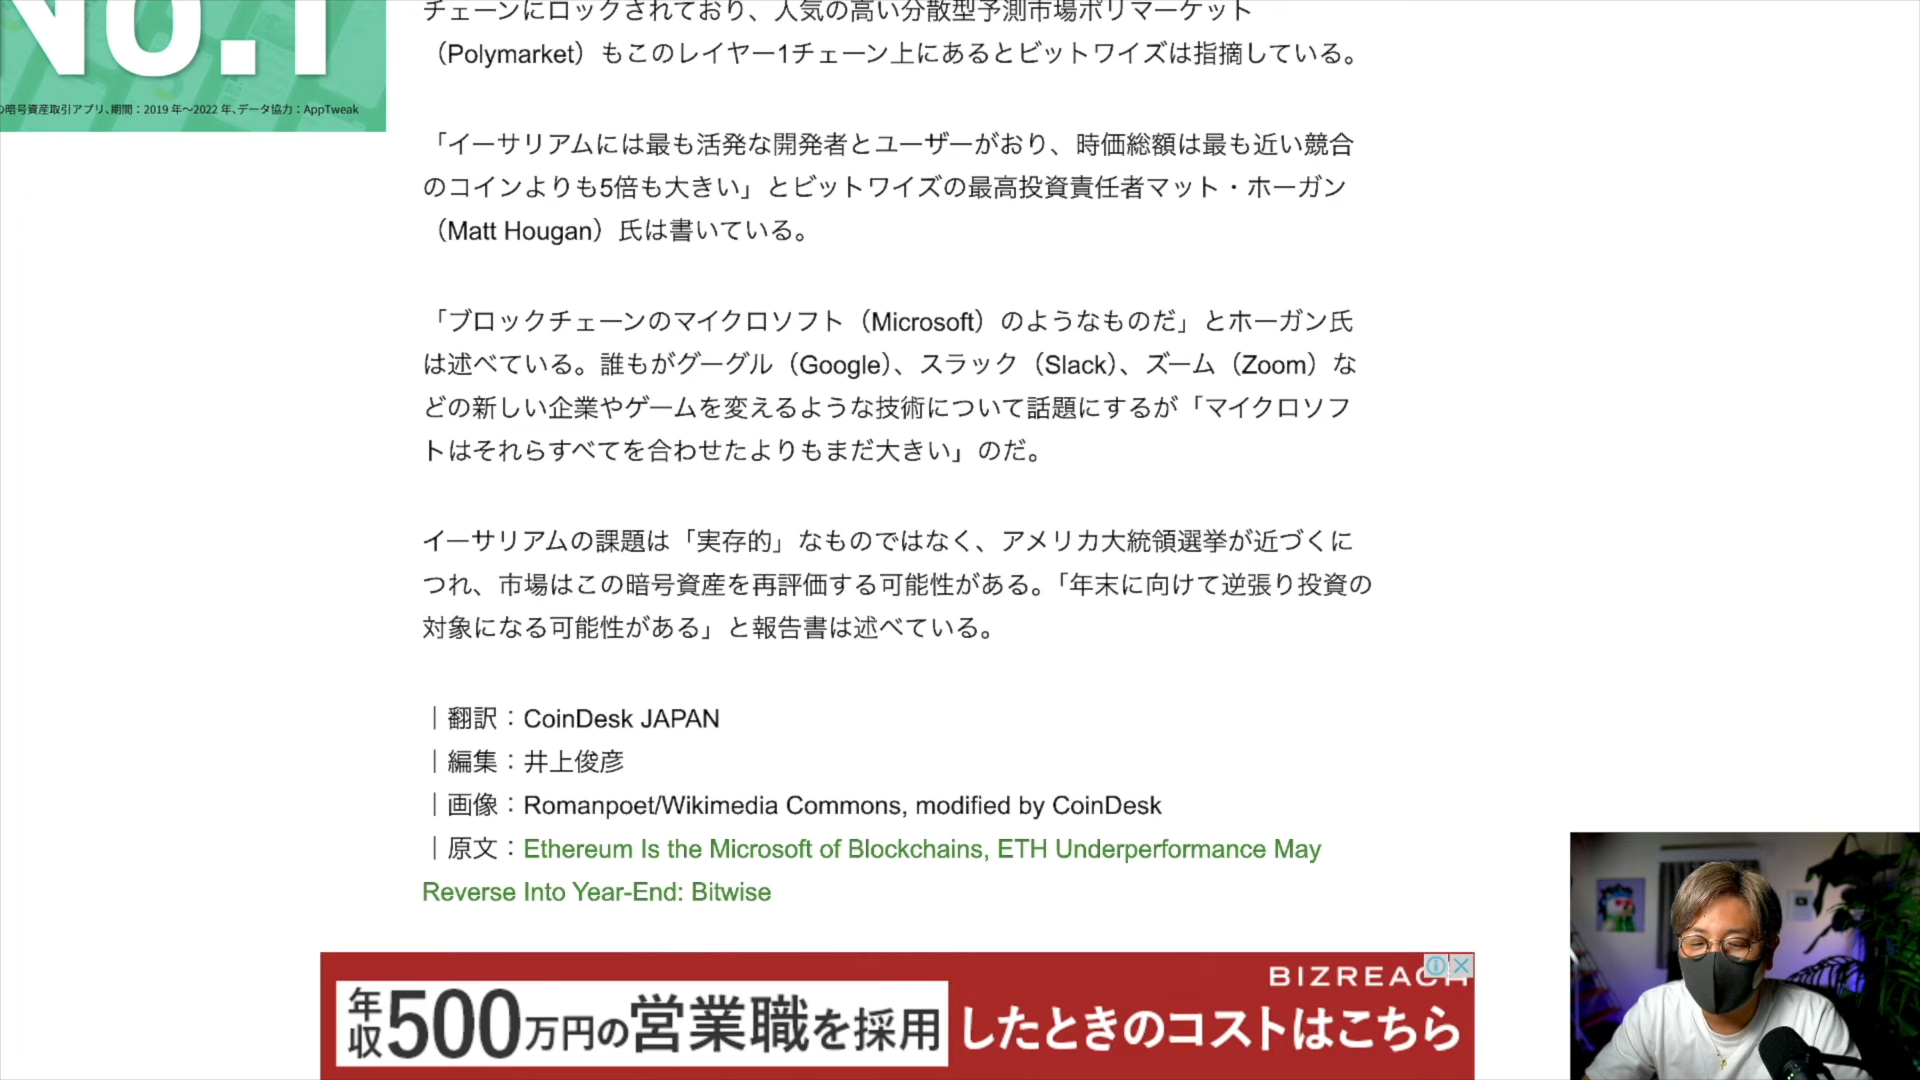 No.1
の暗号資産取引アプリ、期間：2019 年〜2022 年、データ協力：AppTweak
チェーンにロックされており、人気の高い分散型予測市場ポリマーケット
（Polymarket）もこのレイヤー1チェーン上にあるとビットワイズは指摘している。
「イーサリアムには最も活発な開発者とユーザーがおり、時価総額は最も近い競合
のコインよりも5倍も大きい」とビットワイズの最高投資責任者マット・ホーガン
（Matt Hougan）氏は書いている。
「ブロックチェーンのマイクロソフト（Microsoft）のようなものだ」とホーガン氏
は述べている。誰もがグーグル（Google）、スラック（Slack）、ズーム（Zoom）な
どの新しい企業やゲームを変えるような技術について話題にするが「マイクロソフ
トはそれらすべてを合わせたよりもまだ大きい」のだ。
イーサリアムの課題は「実存的」なものではなく、アメリカ大統領選挙が近づくに
つれ、市場はこの暗号資産を再評価する可能性がある。「年末に向けて逆張り投資の
対象になる可能性がある」と報告書は述べている。
｜翻訳：CoinDesk JAPAN
｜編集：井上俊彦
｜画像：Romanpoet/Wikimedia Commons, modified by CoinDesk
｜原文：Ethereum Is the Microsoft of Blockchains, ETH Underperformance May
Reverse Into Year-End: Bitwise
BIZREACH
年収500万円の営業職を採用したときのコストはこちら